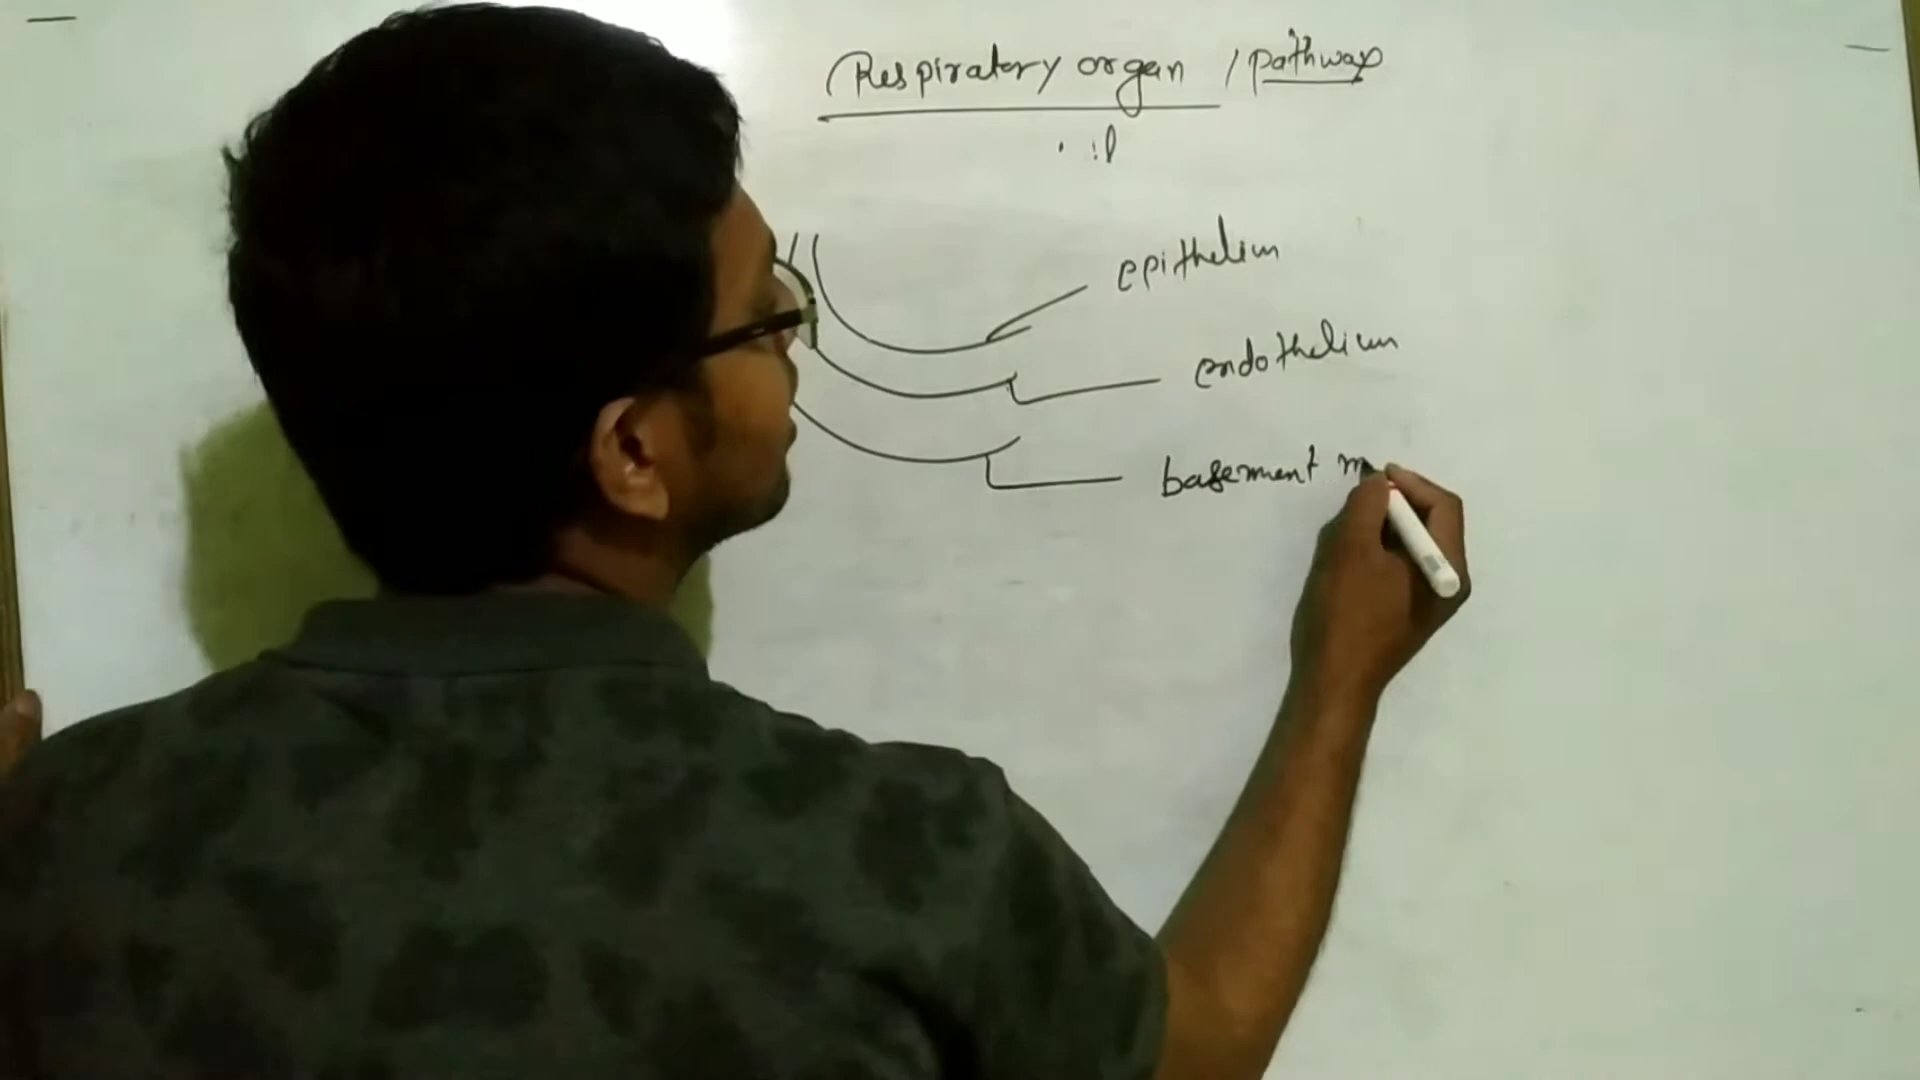 Respiratory organ / pathway
epithelium
endothelium
basement m